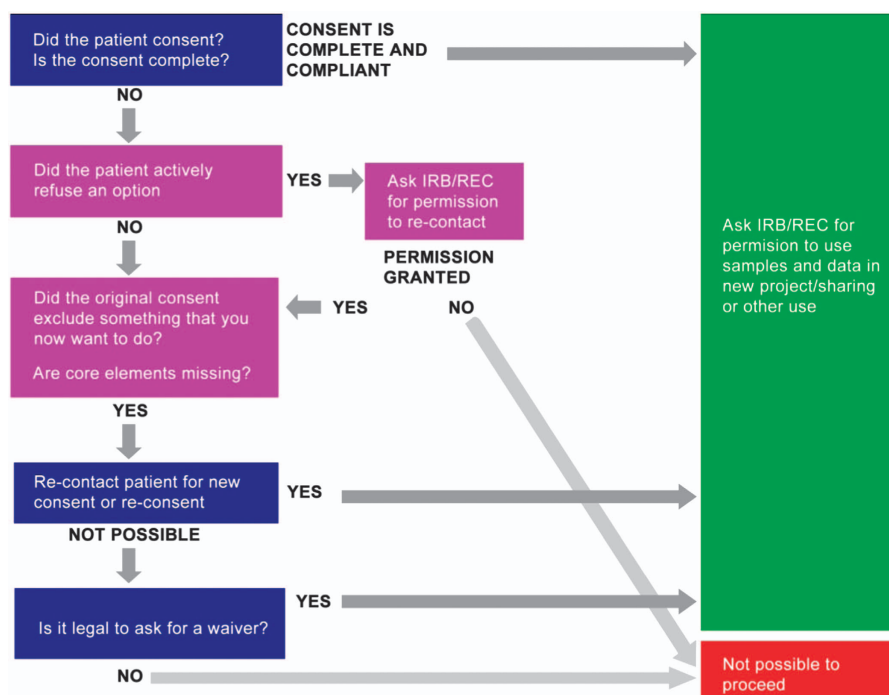 Did the patient consent?
Is the consent complete?
CONSENT IS
COMPLETE AND
COMPLIANT
NO
Did the patient actively
refuse an option
YES
Ask IRB/REC
for permission
to re-contact
NO
PERMISSION
GRANTED
Did the original consent
exclude something that you
now want to do?
Are core elements missing?
YES
NO
YES
Re-contact patient for new
consent or re-consent
YES
NOT POSSIBLE
Is it legal to ask for a waiver?
YES
NO
Ask IRB/REC for
permision to use
samples and data in
new project/sharing
or other use
Not possible to
proceed